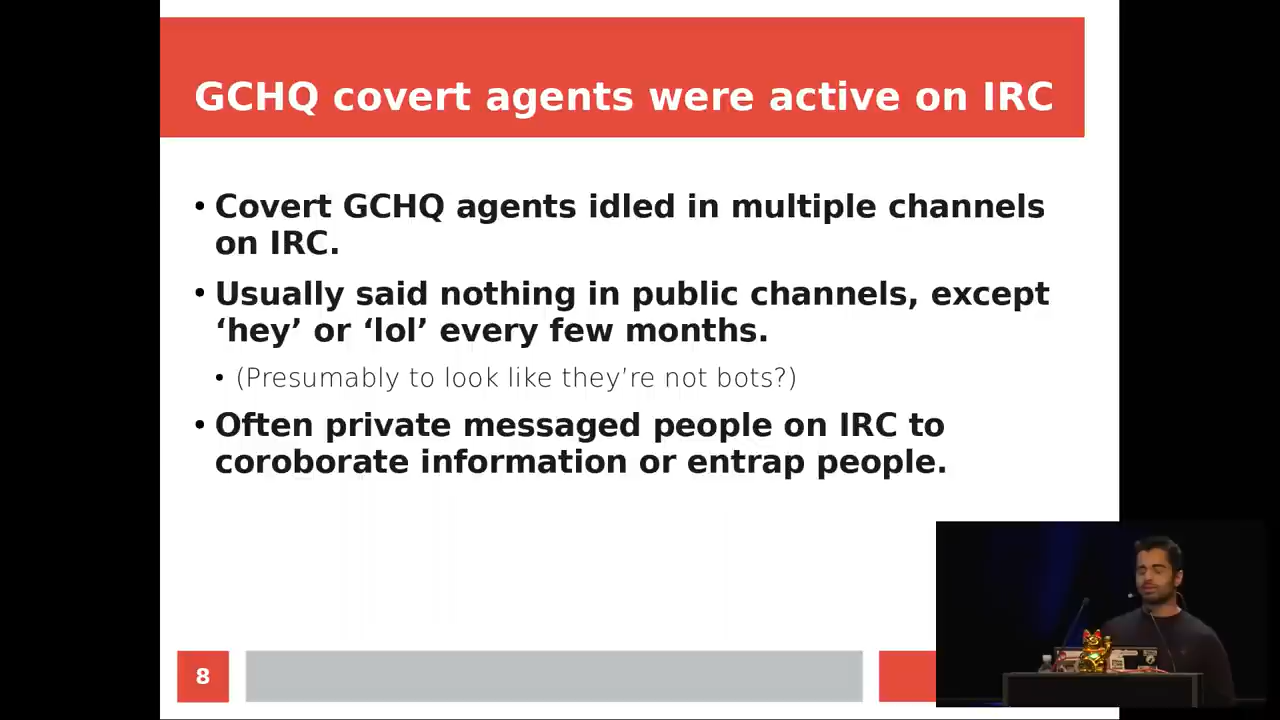 GCHQ covert agents were active on IRC
• Covert GCHQ agents idled in multiple channels
on IRC.
• Usually said nothing in public channels, except
‘hey’ or ‘lol’ every few months.
• (Presumably to look like they’re not bots?)
• Often private messaged people on IRC to
coroborate information or entrap people.
8